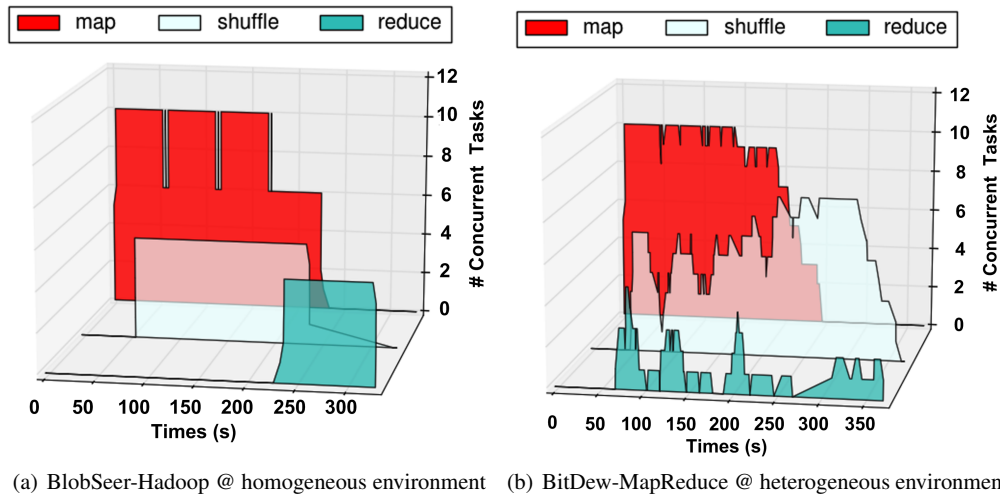 map shuffle reduce
12
10
8
6
4
2
0
# Concurrent Tasks
0 50 100 150 200 250 300
Times (s)
(a) BlobSeer-Hadoop @ homogeneous environment
map shuffle reduce
12
10
8
6
4
2
0
# Concurrent Tasks
0 50 100 150 200 250 300 350
Times (s)
(b) BitDew-MapReduce @ heterogeneous environmen